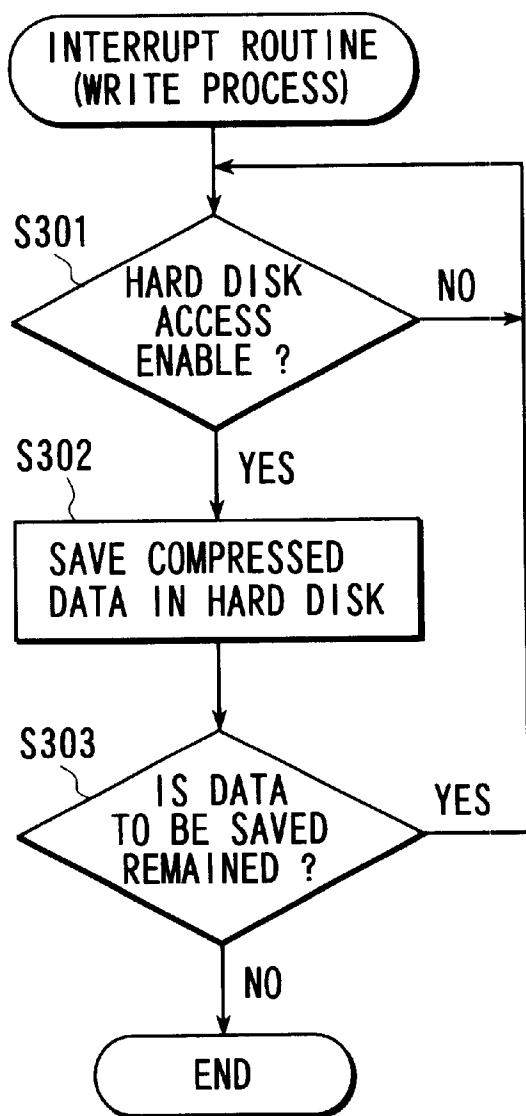 INTERRUPT ROUTINE
(WRITE PROCESS)
S301
HARD DISK
ACCESS
ENABLE ?
NO
S302
YES
SAVE COMPRESSED
DATA IN HARD DISK
S303
IS DATA
TO BE SAVED
REMAINED ?
YES
NO
END